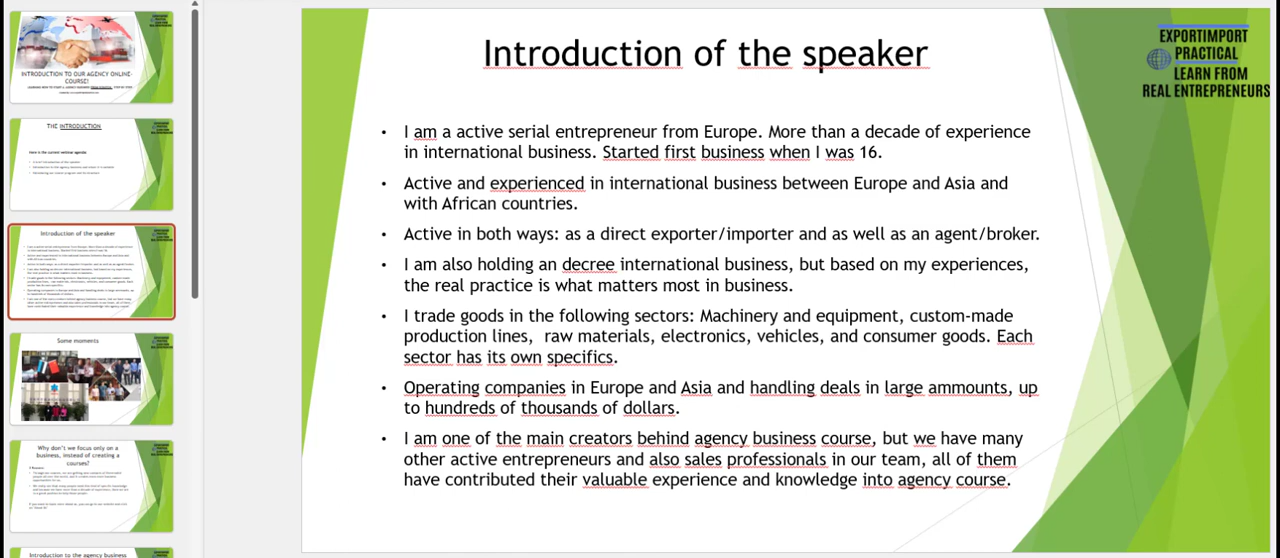 INTRODUCTION TO OUR AGENCY ONLINE-
COURSE!
THE INTRODUCTION
Here is the current webinar agenda
Introduction of the speaker
Some moments
Why don't we focus only on a
business, instead of creating a
courses?
Introduction to the agency business
Introduction of the speaker
EXPORTIMPORT
PRACTICAL
LEARN FROM
REAL ENTREPRENEURS
• I am a active serial entrepreneur from Europe. More than a decade of experience
in international business. Started first business when I was 16.
• Active and experienced in international business between Europe and Asia and
with African countries.
• Active in both ways: as a direct exporter/importer and as well as an agent/broker.
• I am also having an decree international business, but based on my experiences,
the real practice is what matters most in business.
• I trade goods in the following sectors: Machinery and equipment, custom-made
production lines, raw materials, electronics, vehicles, and consumer goods. Each
sector has its own specifics.
• Operating companies in Europe and Asia and handling deals in large ammounts, up
to hundreds of thousands of dollars.
• I am one of the main creators behind agency business course, but we have many
other active entrepreneurs and also sales professionals in our team, all of them
have contributed their valuable experience and knowledge into agency course.